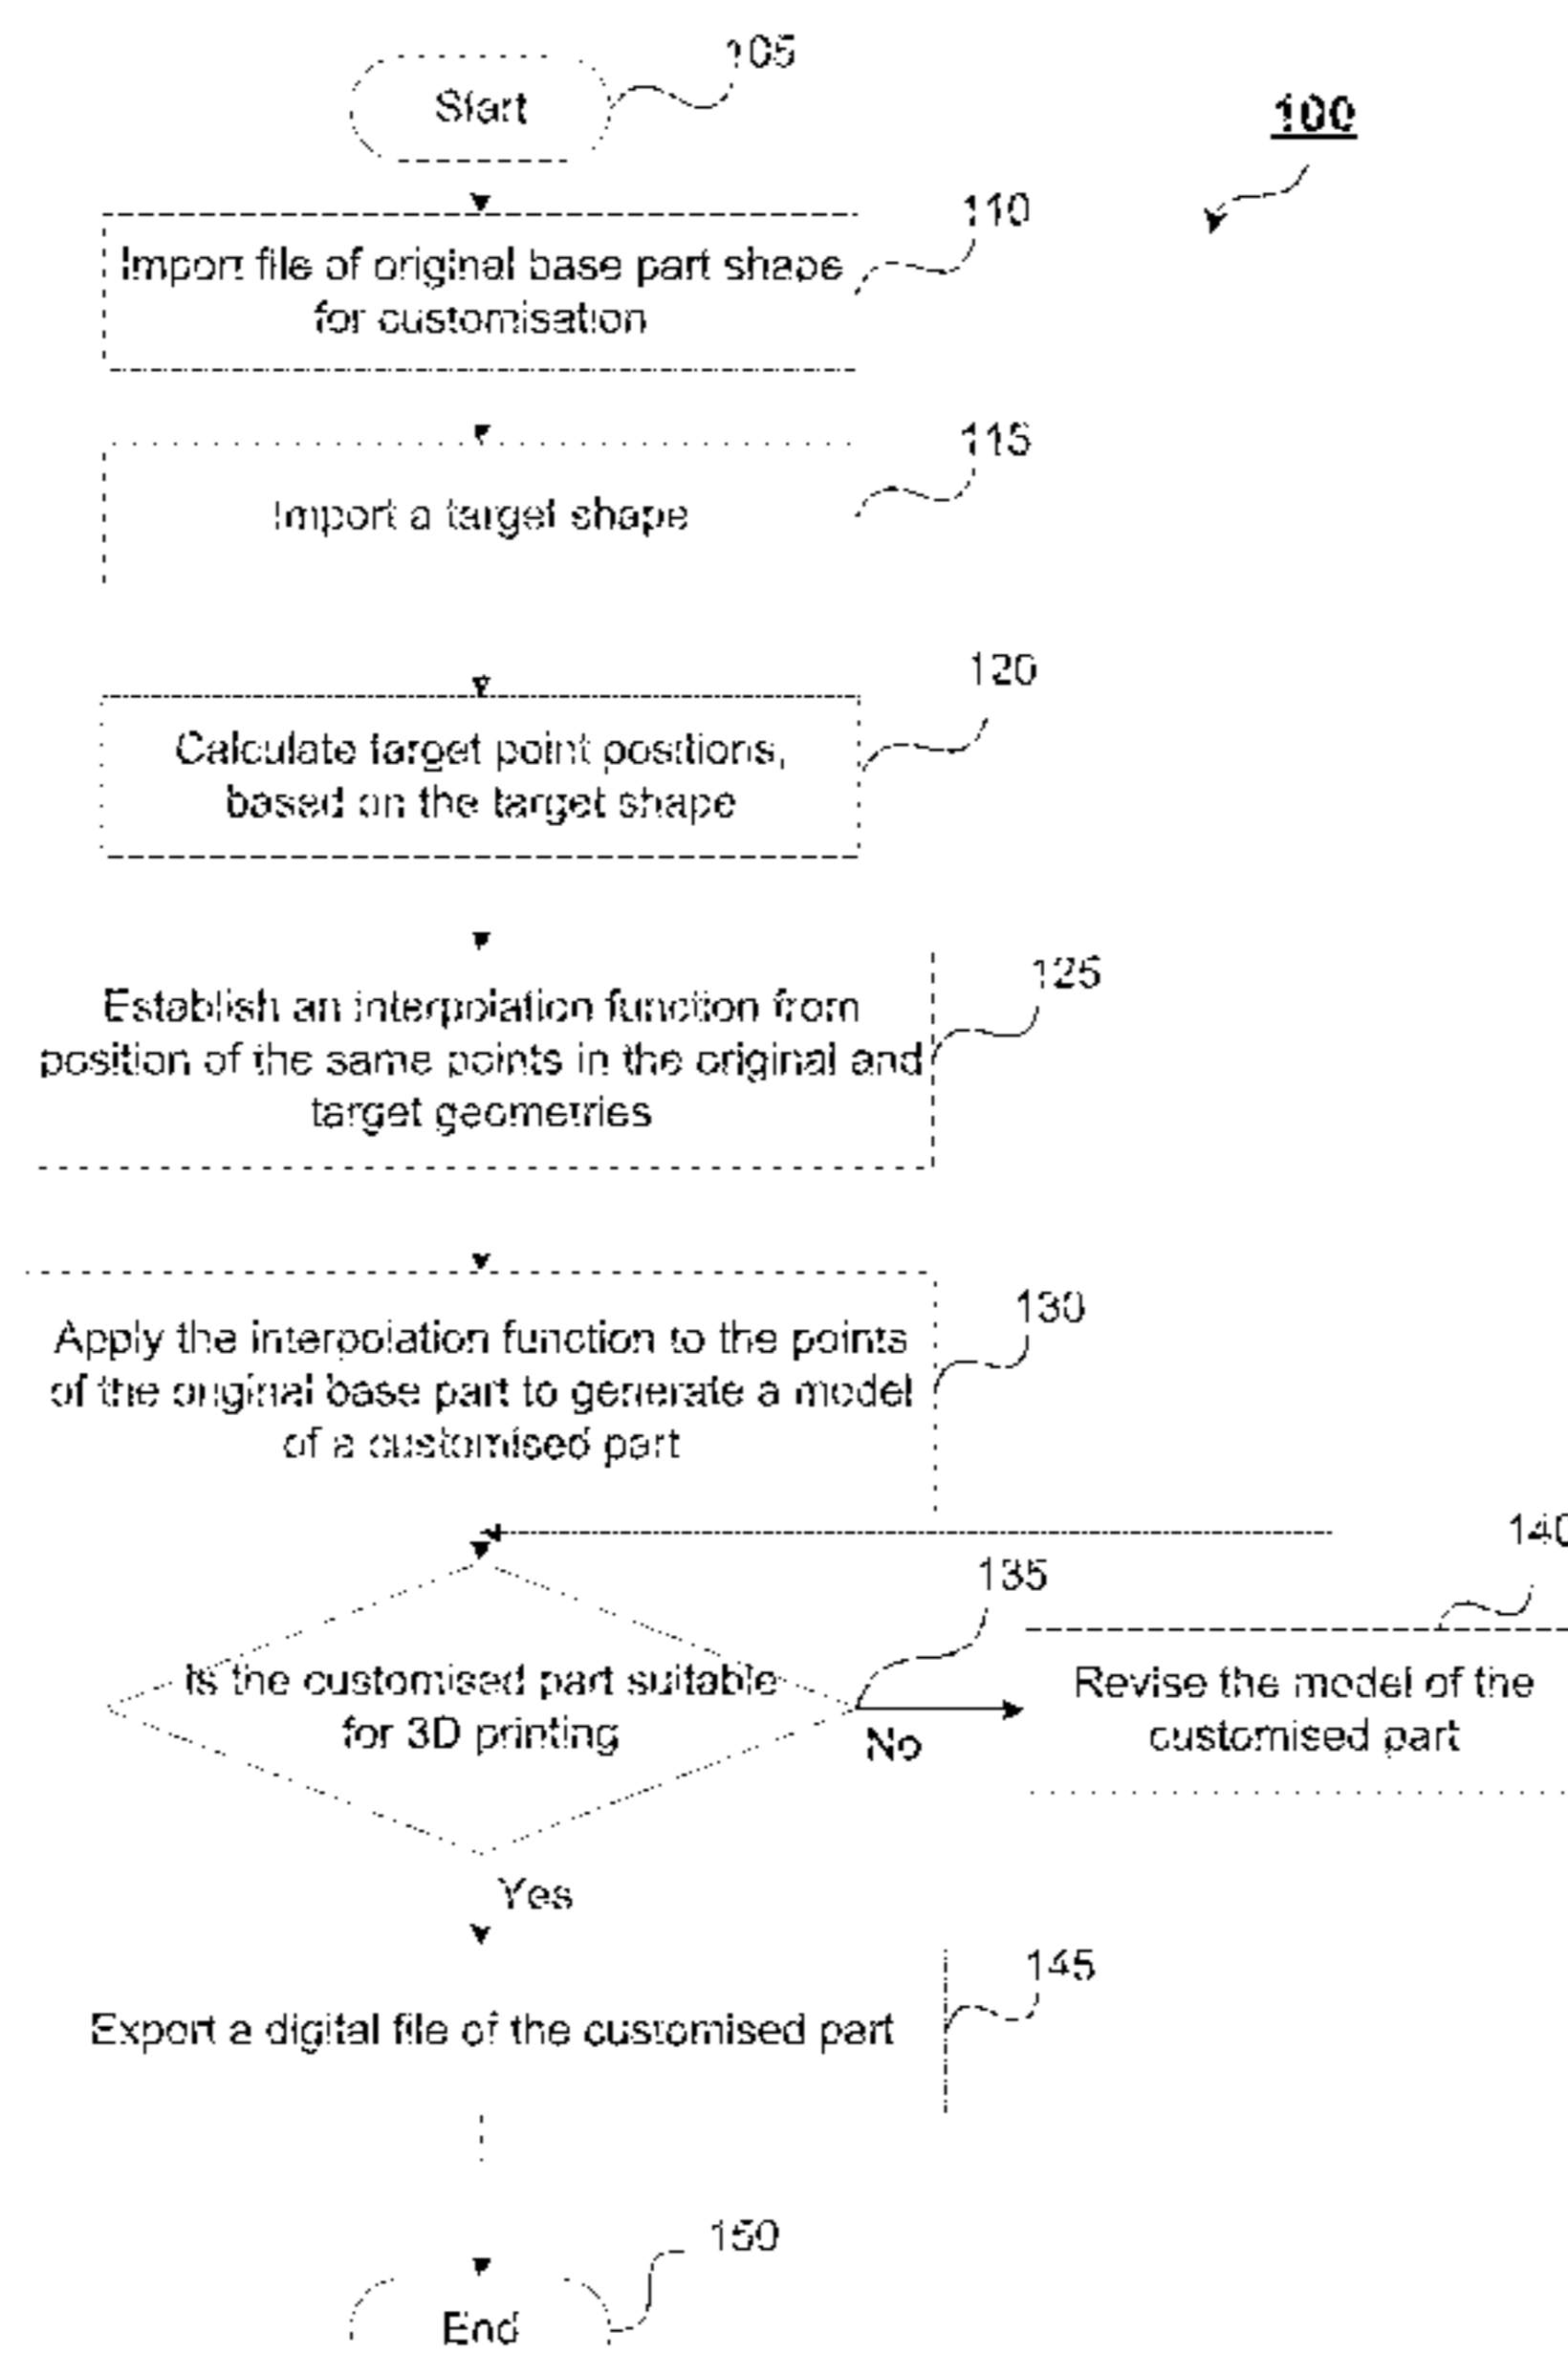 105
Start
100
110
Import file of original base part shape
for customisation
115
Import a target shape
120
Calculate target point positions,
based on the target shape
125
Establish an interpolation function from
position of the same points in the original and
target geometries
130
Apply the interpolation function to the points
of the original base part to generate a model
of a customised part
140
135
Is the customised part suitable
for 3D printing
No
Revise the model of the
customised part
Yes
145
Export a digital file of the customised part
150
End